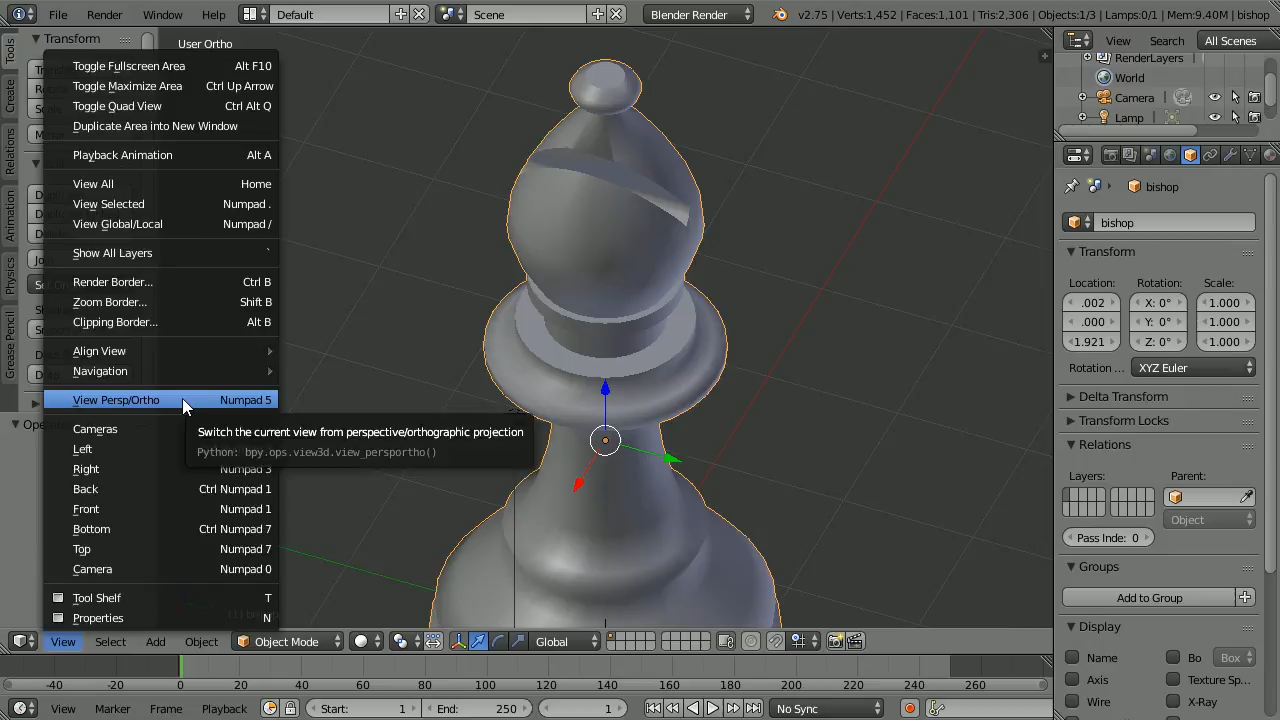 File Render Window Help Default Scene Blender Render v2.75 | Verts:1,452 | Faces:1,101 | Tris:2,306 | Objects:1/3 | Lamps:0/1 | Mem:9.40M | bishop
Tools
Create
Relations
Animation
Physics
Grease Pencil
Transform
User Ortho
Toggle Fullscreen Area Alt F10
Toggle Maximize Area Ctrl Up Arrow
Toggle Quad View Ctrl Alt Q
Duplicate Area into New Window
Playback Animation Alt A
View All Home
View Selected Numpad .
View Global/Local Numpad /
Show All Layers `
Render Border... Ctrl B
Zoom Border... Shift B
Clipping Border... Alt B
Align View
Navigation
View Persp/Ortho Numpad 5
Cameras
Left
Right Numpad 3
Back Ctrl Numpad 1
Front Numpad 1
Bottom Ctrl Numpad 7
Top Numpad 7
Camera Numpad 0
Tool Shelf T
Properties N
Switch the current view from perspective/orthographic projection
Python: bpy.ops.view3d.view_persportho()
View Select Add Object Object Mode Global
-40 -20 0 20 40 60 80 100 120 140 160 180 200 220 240 260
View Marker Frame Playback Start: 1 End: 250 1 No Sync
View Search All Scenes
RenderLayers
World
Camera
Lamp
bishop
bishop
Transform
Location: Rotation: Scale:
.002 X: 0° 1.000
.000 Y: 0° 1.000
1.921 Z: 0° 1.000
Rotation ... XYZ Euler
Delta Transform
Transform Locks
Relations
Layers: Parent:
Object
Pass Inde: 0
Groups
Add to Group
Display
Name Bo Box
Axis Texture Sp...
Wire X-Ray